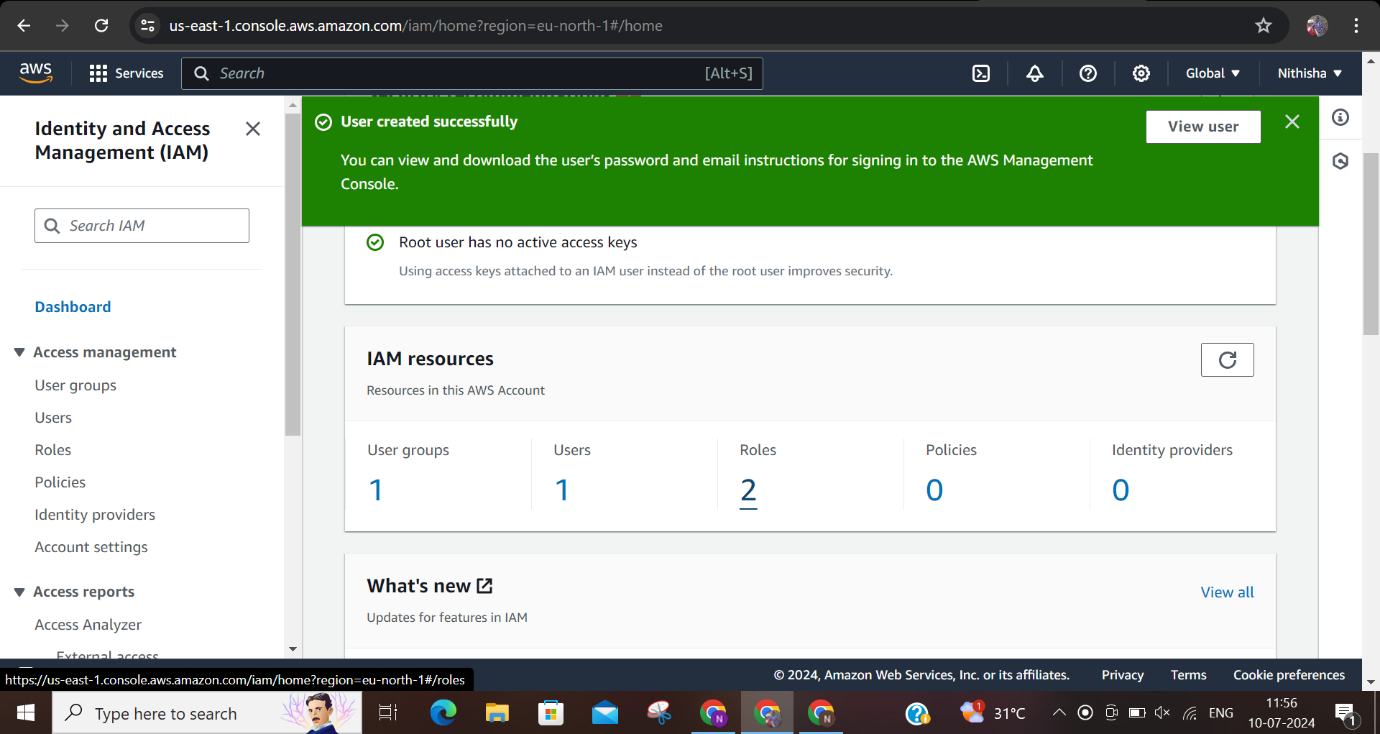 us-east-1.console.aws.amazon.com/iam/home?region=eu-north-1#/home
aws
Services
Search
[Alt+S]
Global
Nithisha
Identity and Access
Management (IAM)
Search IAM
Dashboard
Access management
User groups
Users
Roles
Policies
Identity providers
Account settings
Access reports
Access Analyzer
External access
User created successfully
View user
You can view and download the user's password and email instructions for signing in to the AWS Management
Console.
Root user has no active access keys
Using access keys attached to an IAM user instead of the root user improves security.
IAM resources
Resources in this AWS Account
User groups Users Roles Policies Identity providers
1 1 2 0 0
What's new
View all
Updates for features in IAM
https://us-east-1.console.aws.amazon.com/iam/home?region=eu-north-1#/roles
© 2024, Amazon Web Services, Inc. or its affiliates. Privacy Terms Cookie preferences
Type here to search
N
N
1
31°C
ENG
11:56
10-07-2024
1